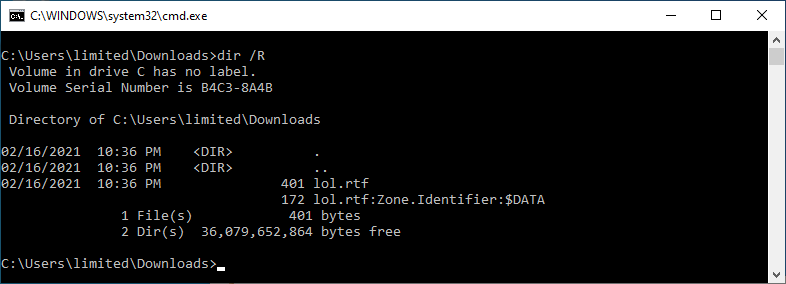 C:\WINDOWS\system32\cmd.exe
C:\Users\limited\Downloads>dir /R
 Volume in drive C has no label.
 Volume Serial Number is B4C3-8A4B
 Directory of C:\Users\limited\Downloads
02/16/2021  10:36 PM    <DIR>          .
02/16/2021  10:36 PM    <DIR>          ..
02/16/2021  10:36 PM               401 lol.rtf
                                   172 lol.rtf:Zone.Identifier:$DATA
               1 File(s)            401 bytes
               2 Dir(s)  36,079,652,864 bytes free
C:\Users\limited\Downloads>